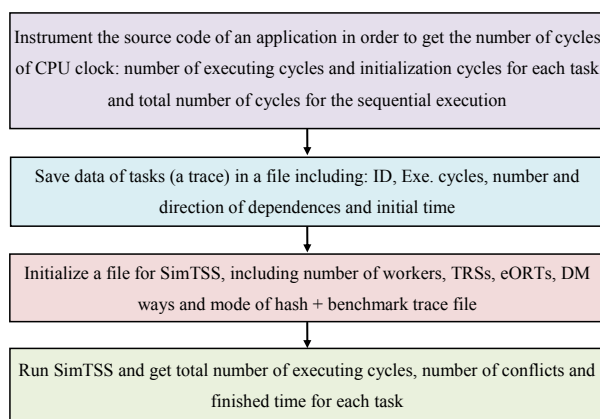 Instrument the source code of an application in order to get the number of cycles
of CPU clock: number of executing cycles and initialization cycles for each task
and total number of cycles for the sequential execution
Save data of tasks (a trace) in a file including: ID, Exe. cycles, number and
direction of dependences and initial time
Initialize a file for SimTSS, including number of workers, TRSs, eORTs, DM
ways and mode of hash + benchmark trace file
Run SimTSS and get total number of executing cycles, number of conflicts and
finished time for each task